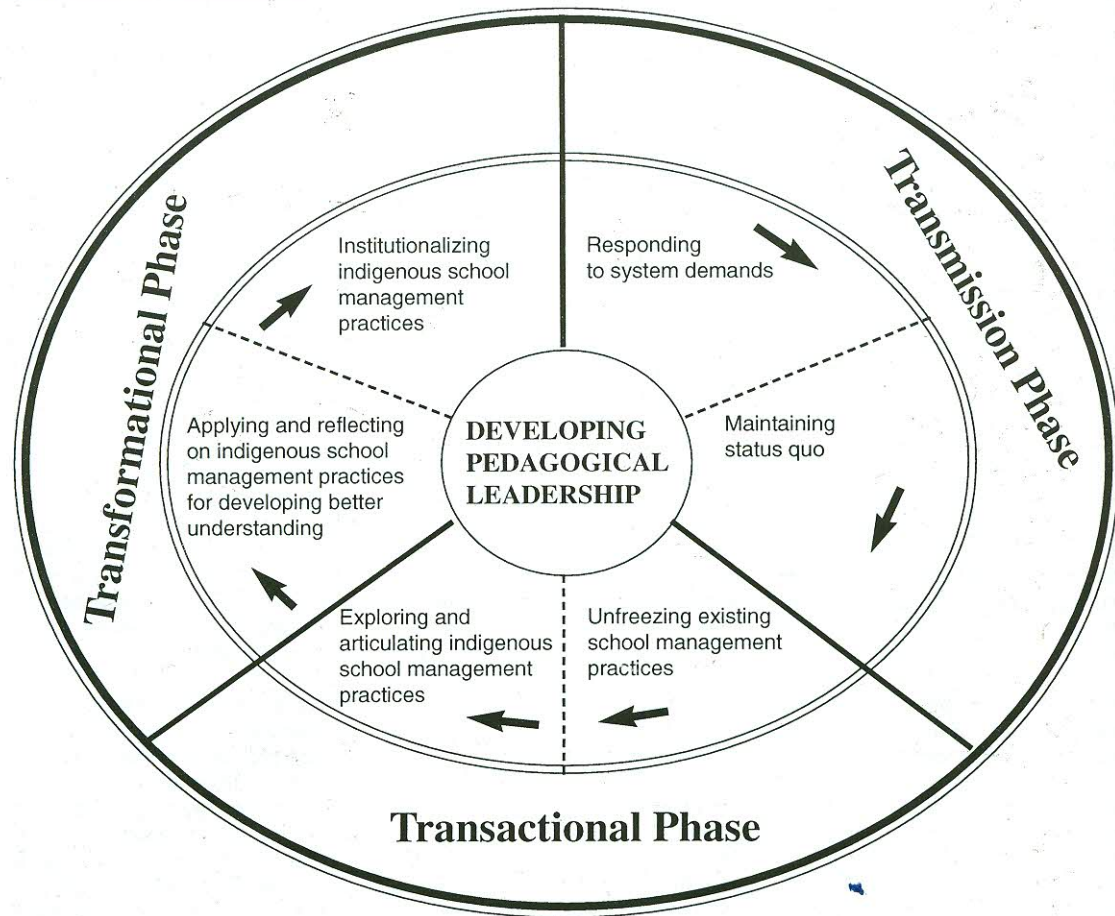 Transformational Phase
Transmission Phase
Institutionalizing
indigenous school
management
practices
Responding
to system demands
Applying and reflecting
on indigenous school
management practices
for developing better
understanding
DEVELOPING
PEDAGOGICAL
LEADERSHIP
Maintaining
status quo
Exploring and
articulating indigenous
school management
practices
Unfreezing existing
school management
practices
Transactional Phase